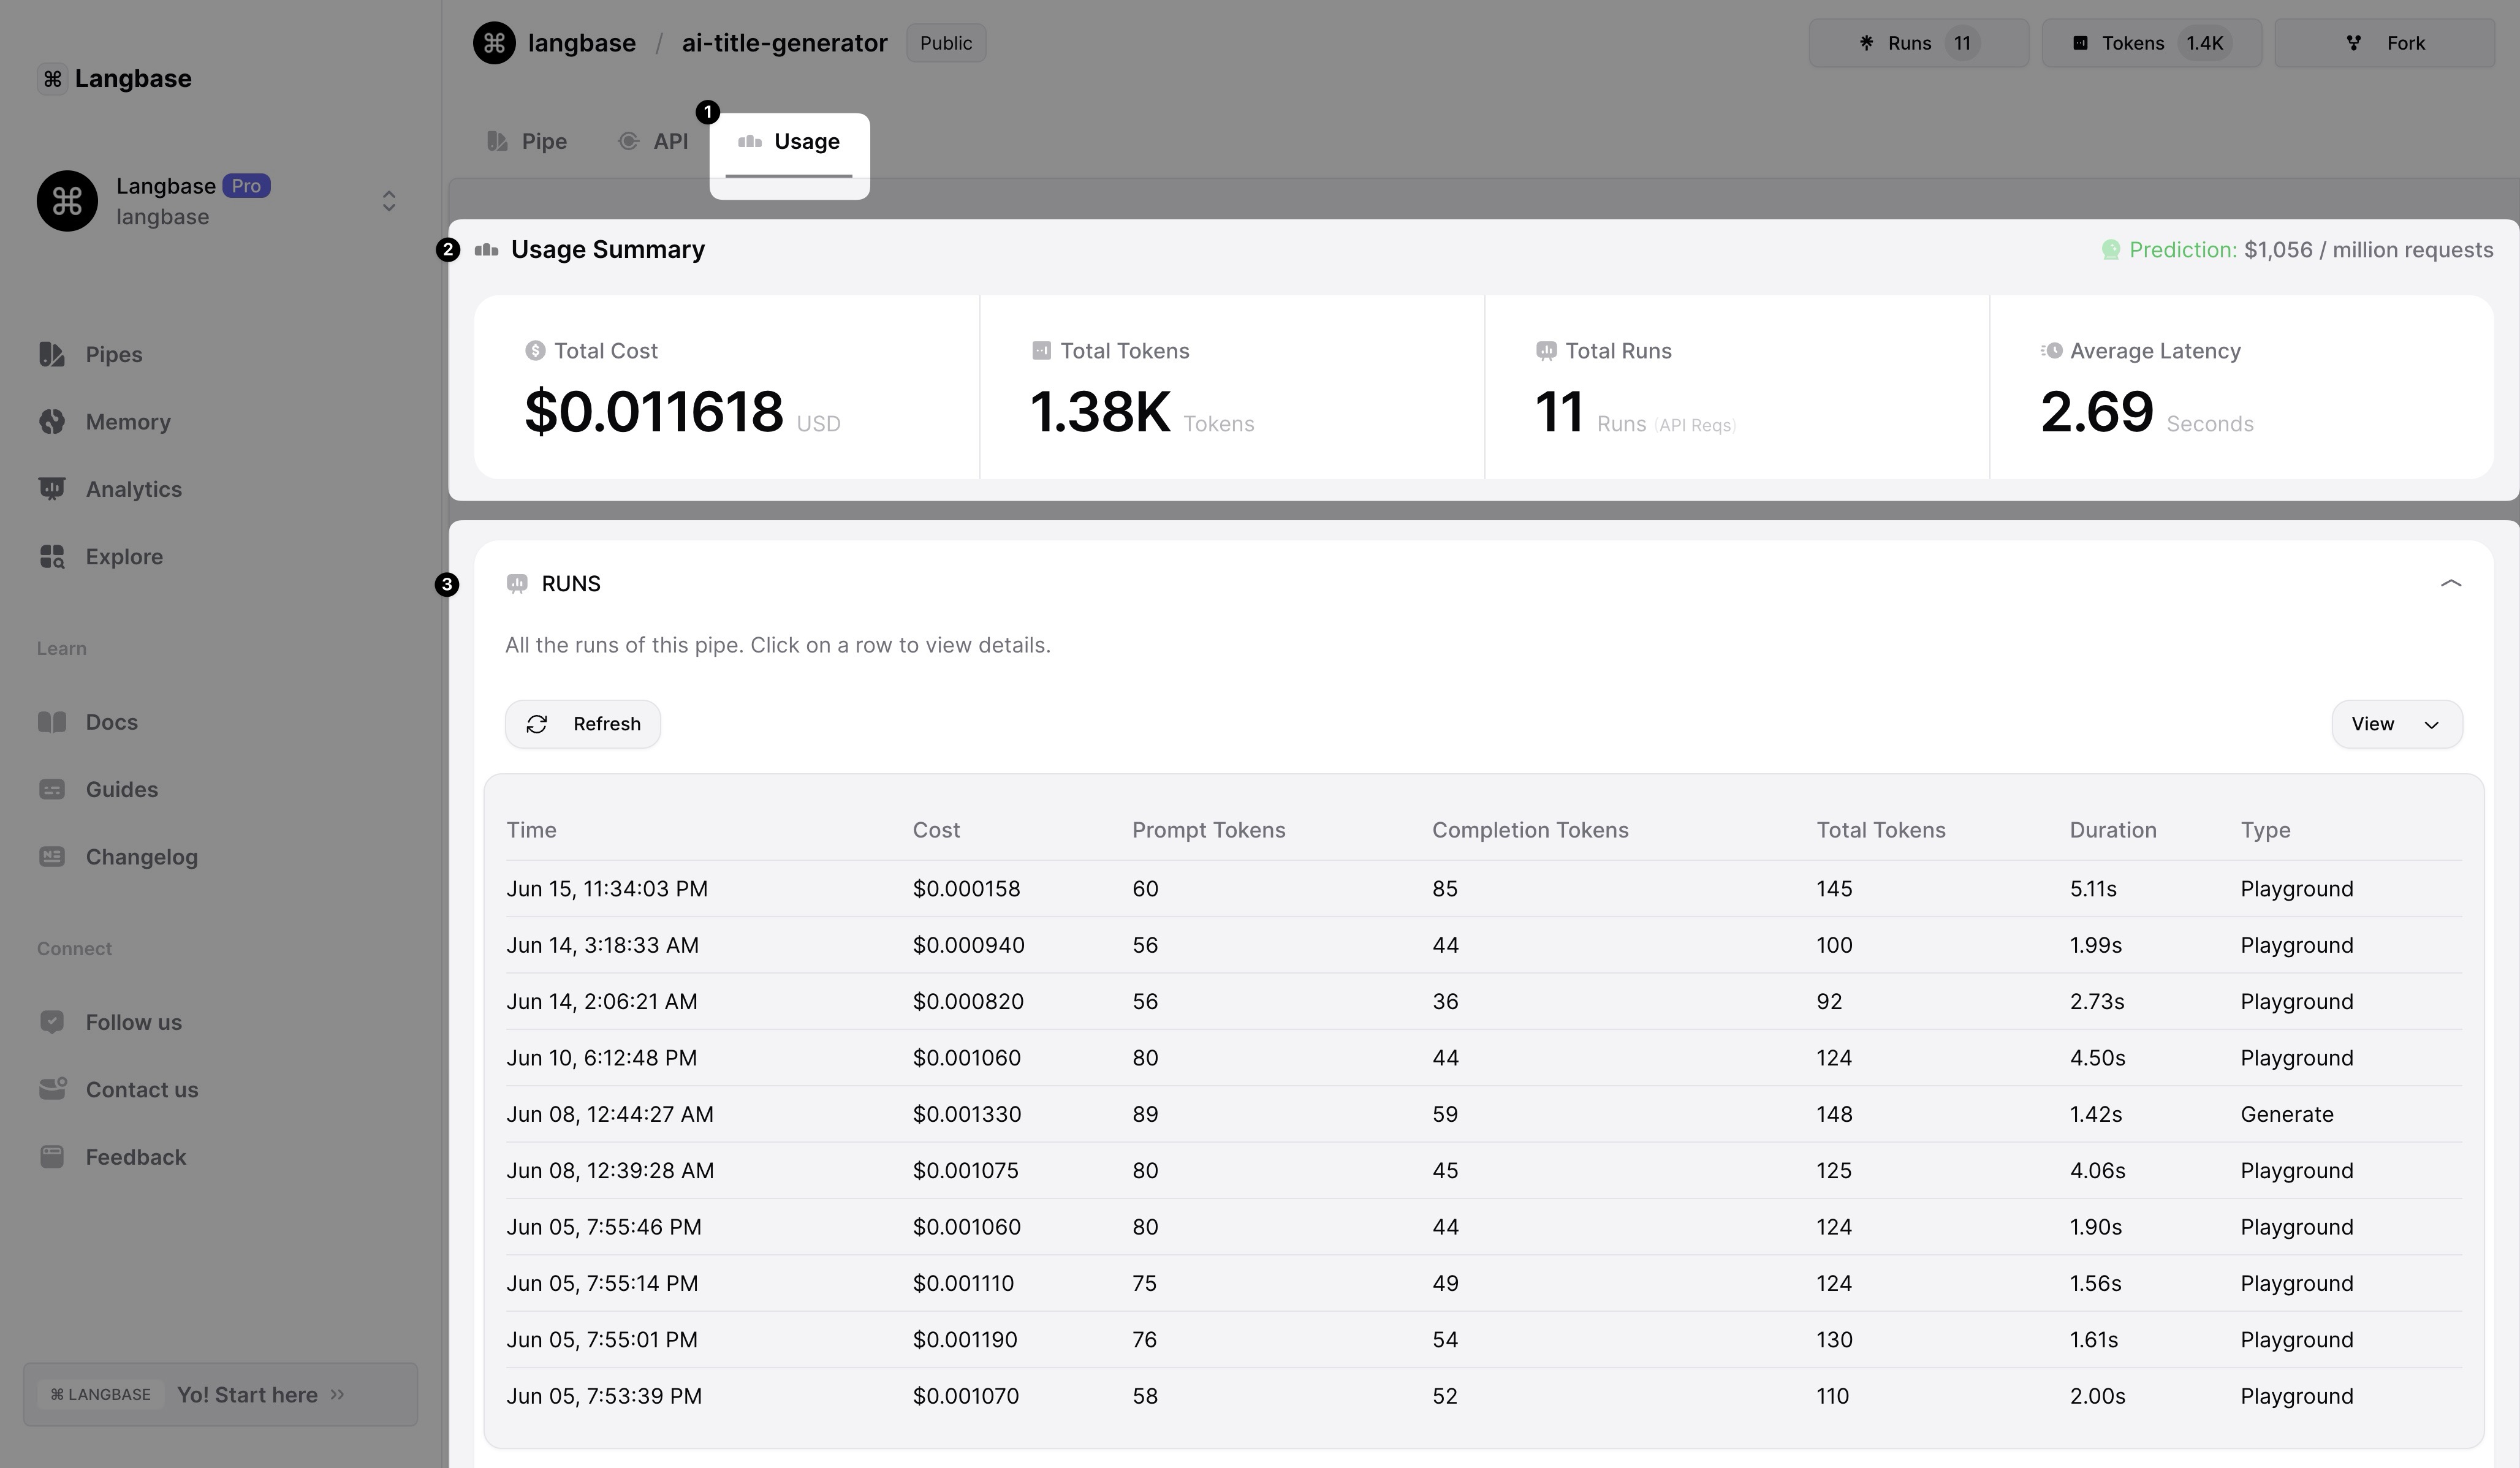 Langbase
Langbase Pro
langbase
Pipes
Memory
Analytics
Explore
Learn
Docs
Guides
Changelog
Connect
Follow us
Contact us
Feedback
⌘ LANGBASE Yo! Start here >>
langbase / ai-title-generator Public
Runs 11 Tokens 1.4K Fork
Pipe API 1 Usage
2 Usage Summary Prediction: $1,056 / million requests
Total Cost
$0.011618 USD
Total Tokens
1.38K Tokens
Total Runs
11 Runs (API Reqs)
Average Latency
2.69 Seconds
3 RUNS
All the runs of this pipe. Click on a row to view details.
Refresh View
Time Cost Prompt Tokens Completion Tokens Total Tokens Duration Type
Jun 15, 11:34:03 PM $0.000158 60 85 145 5.11s Playground
Jun 14, 3:18:33 AM $0.000940 56 44 100 1.99s Playground
Jun 14, 2:06:21 AM $0.000820 56 36 92 2.73s Playground
Jun 10, 6:12:48 PM $0.001060 80 44 124 4.50s Playground
Jun 08, 12:44:27 AM $0.001330 89 59 148 1.42s Generate
Jun 08, 12:39:28 AM $0.001075 80 45 125 4.06s Playground
Jun 05, 7:55:46 PM $0.001060 80 44 124 1.90s Playground
Jun 05, 7:55:14 PM $0.001110 75 49 124 1.56s Playground
Jun 05, 7:55:01 PM $0.001190 76 54 130 1.61s Playground
Jun 05, 7:53:39 PM $0.001070 58 52 110 2.00s Playground